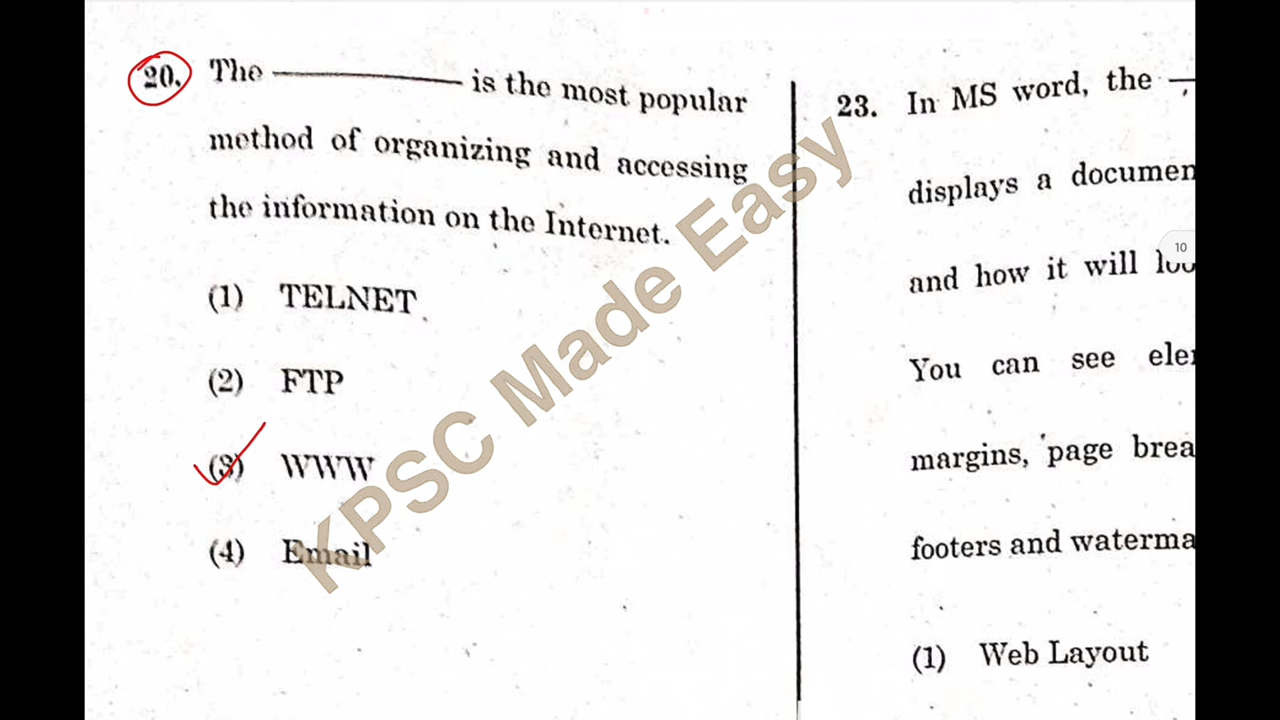 20. The ———— is the most popular
method of organizing and accessing
the information on the Internet.
(1) TELNET
(2) FTP
(3) WWW
(4) Email
23. In MS word, the —
displays a documen
and how it will
You can see
margins, page brea
footers and waterma
(1) Web Layout
10
KPSC Made Easy